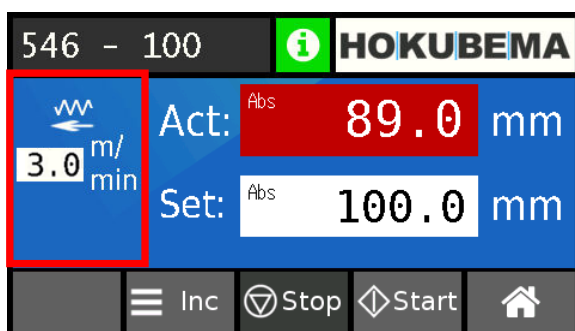 546 - 100 i HOKUBEMA
Act: Abs 89.0 mm
3.0 m/
min
Set: Abs 100.0 mm
Inc Stop Start